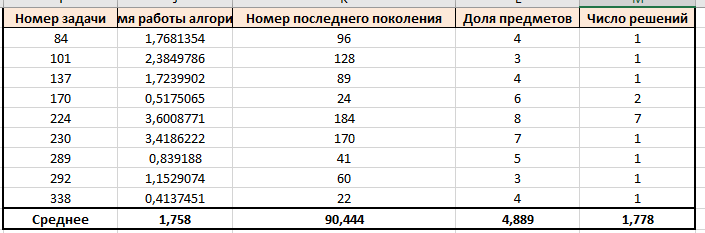 Номер задачи мя работы алгори Номер последнего поколения Доля предметов Число решений
84 1,7681354 96 4 1
101 2,3849786 128 3 1
137 1,7239902 89 4 1
170 0,5175065 24 6 2
224 3,6008771 184 8 7
230 3,4186222 170 7 1
289 0,839188 41 5 1
292 1,1529074 60 3 1
338 0,4137451 22 4 1
Среднее 1,758 90,444 4,889 1,778